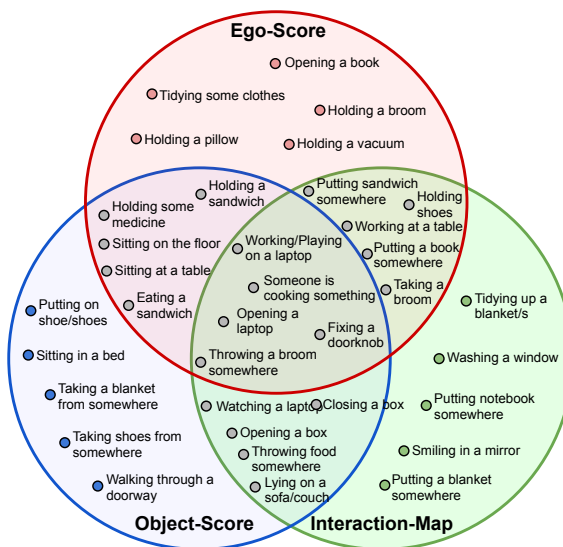 Ego-Score
Opening a book
Tidying some clothes
Holding a broom
Holding a pillow
Holding a vacuum
Holding a
sandwich
Putting sandwich
somewhere
Holding
shoes
Holding some
medicine
Working at a table
Sitting on the floor
Working/Playing
on a laptop
Putting a book
somewhere
Sitting at a table
Someone is
cooking something
Taking a
broom
Eating a
sandwich
Tidying up a
blanket/s
Putting on
shoe/shoes
Opening a
laptop
Fixing a
doorknob
Sitting in a bed
Throwing a broom
somewhere
Washing a window
Taking a blanket
from somewhere
Watching a laptop
Closing a box
Putting notebook
somewhere
Taking shoes from
somewhere
Opening a box
Throwing food
somewhere
Smiling in a mirror
Walking through a
doorway
Lying on a
sofa/couch
Putting a blanket
somewhere
Object-Score
Interaction-Map